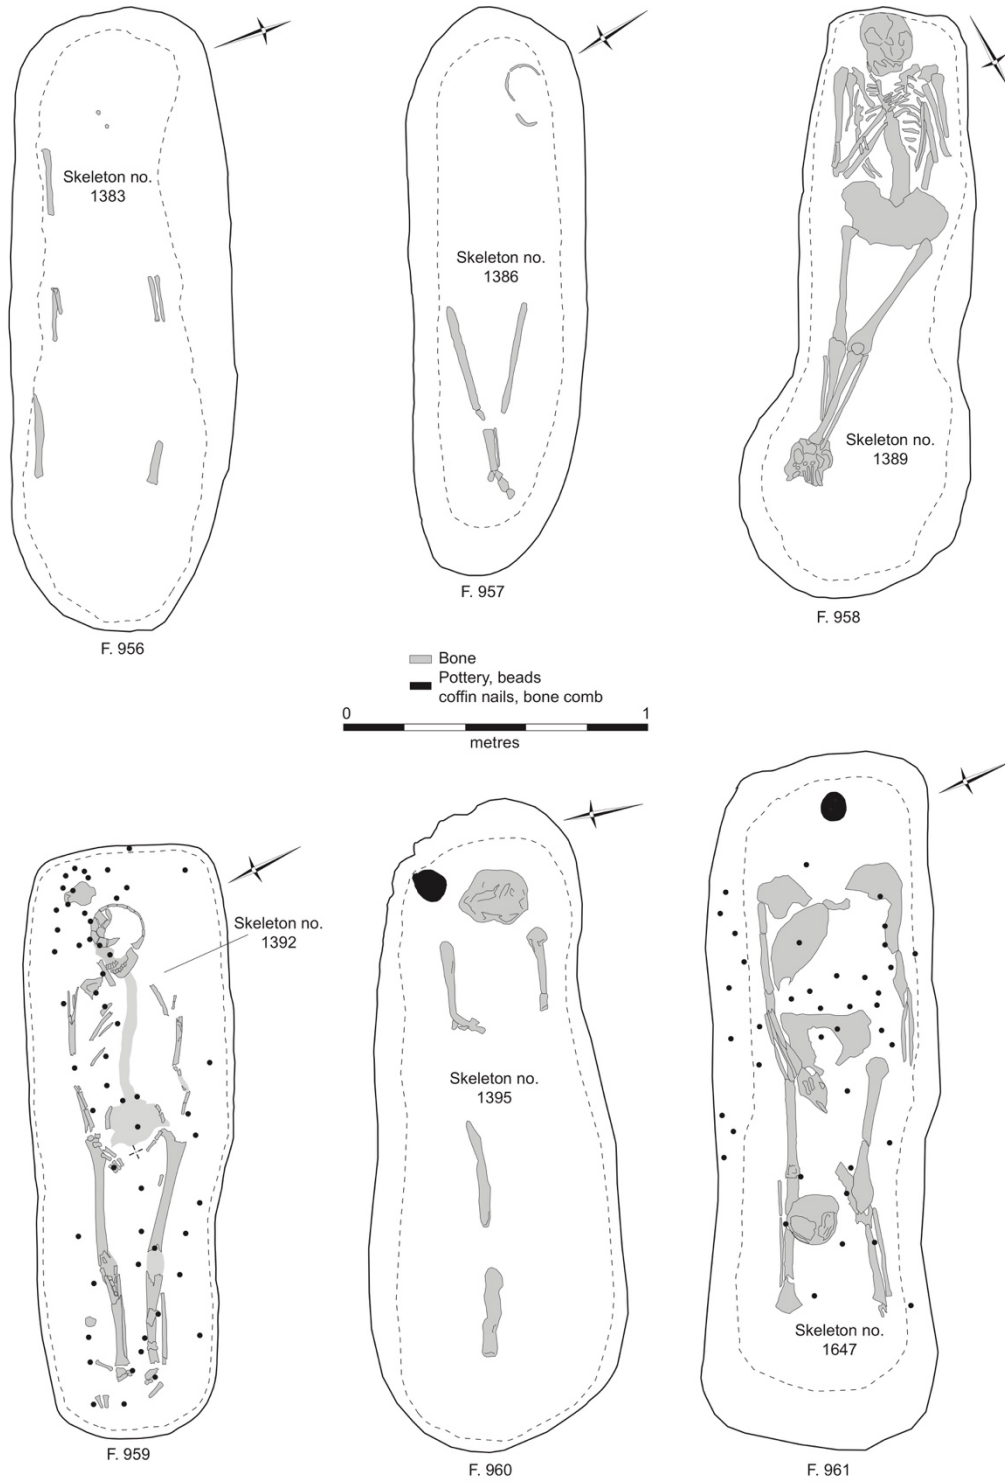 Skeleton no.
1383
F. 956
Skeleton no.
1386
F. 957
Skeleton no.
1389
F. 958
Bone
Pottery, beads
coffin nails, bone comb
0 1
metres
Skeleton no.
1392
F. 959
Skeleton no.
1395
F. 960
Skeleton no.
1647
F. 961